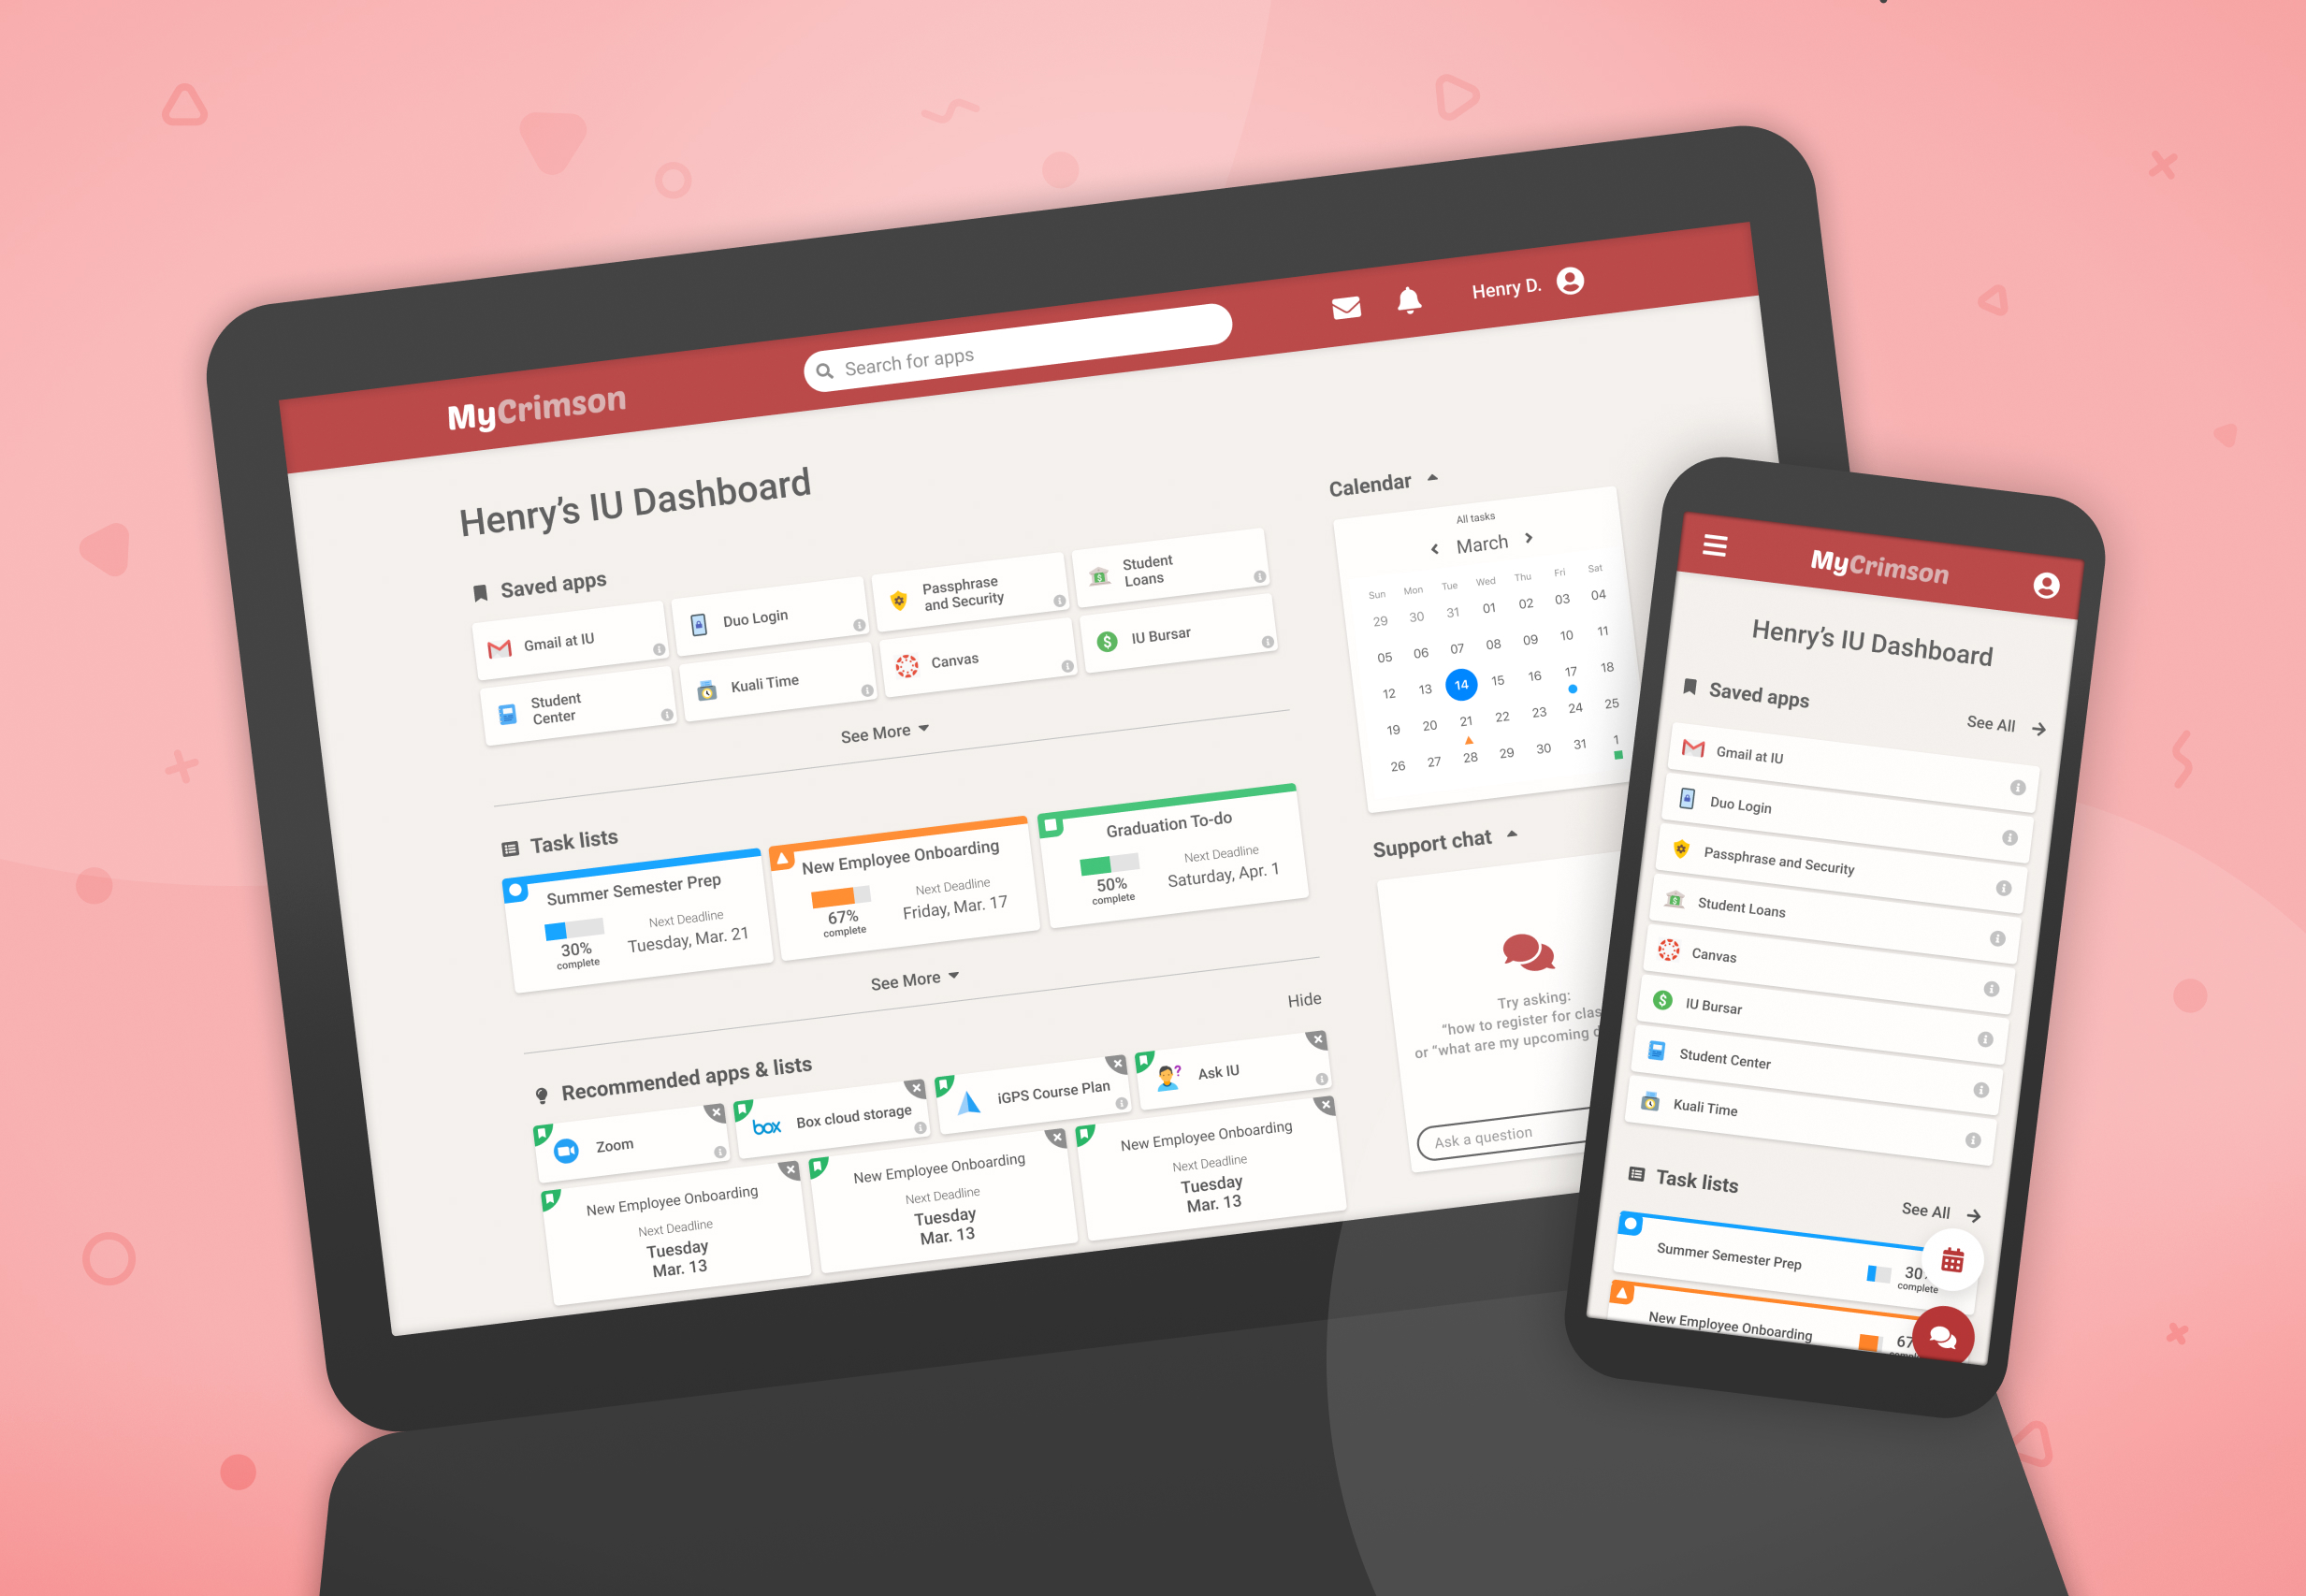 MyCrimson
Search for apps
Henry D.
Henry's IU Dashboard
Saved apps
Gmail at IU
Duo Login
Passphrase
and Security
Student
Loans
Student
Center
Kuali Time
Canvas
IU Bursar
See More
Task lists
Summer Semester Prep
30%
complete
Next Deadline
Tuesday, Mar. 21
New Employee Onboarding
67%
complete
Next Deadline
Friday, Mar. 17
Graduation To-do
50%
complete
Next Deadline
Saturday, Apr. 1
See More
Hide
Recommended apps & lists
Zoom
box Box cloud storage
iGPS Course Plan
Ask IU
New Employee Onboarding
Next Deadline
Tuesday
Mar. 13
New Employee Onboarding
Next Deadline
Tuesday
Mar. 13
New Employee Onboarding
Next Deadline
Tuesday
Mar. 13
Calendar
All tasks
March
Sun Mon Tue Wed Thu Fri Sat
29 30 31 01 02 03 04
05 06 07 08 09 10 11
12 13 14 15 16 17 18
19 20 21 22 23 24 25
26 27 28 29 30 31 1
Support chat
Try asking:
"how to register for
or "what are my upcoming
Ask a question
MyCrimson
Henry's IU Dashboard
Saved apps
See All
Gmail at IU
Duo Login
Passphrase and Security
Student Loans
Canvas
IU Bursar
Student Center
Kuali Time
Task lists
See All
Summer Semester Prep
30
complete
New Employee Onboarding
67